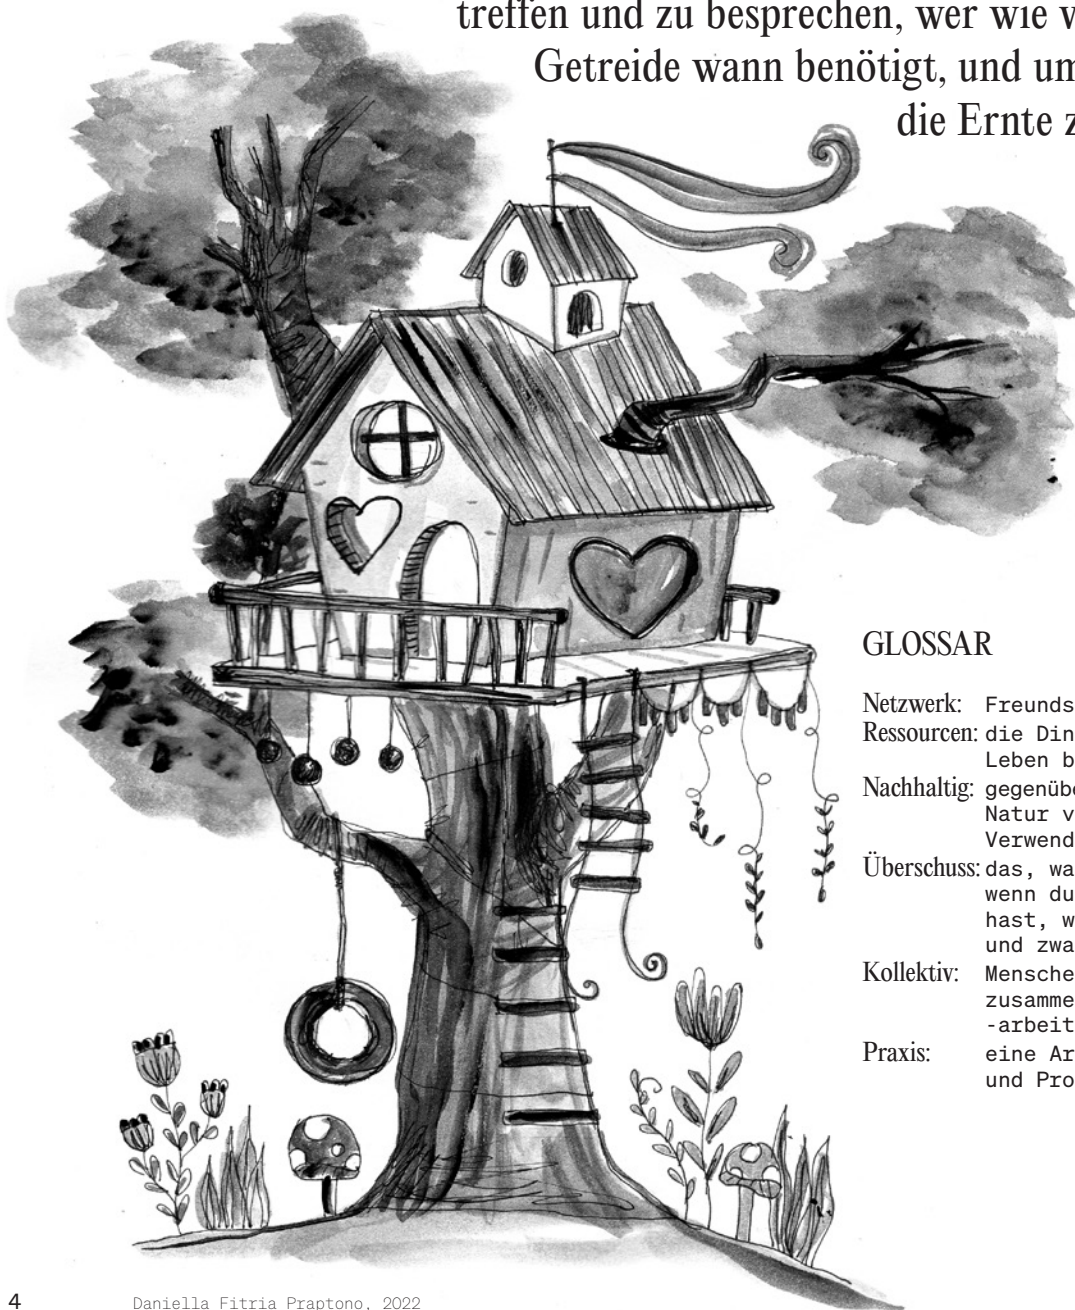 treffen und zu besprechen, wer wie
Getreide wann benötigt, und um
die Ernte z
GLOSSAR
Netzwerk: Freunds
Ressourcen: die Din
Leben b
Nachhaltig: gegenübe
Natur v
Verwend
Überschuss: das, wa
wenn du
hast, w
und zwa
Kollektiv: Mensche
zusamme
-arbeit
Praxis: eine Ar
und Pro
4 Daniella Fitria Praptono, 2022